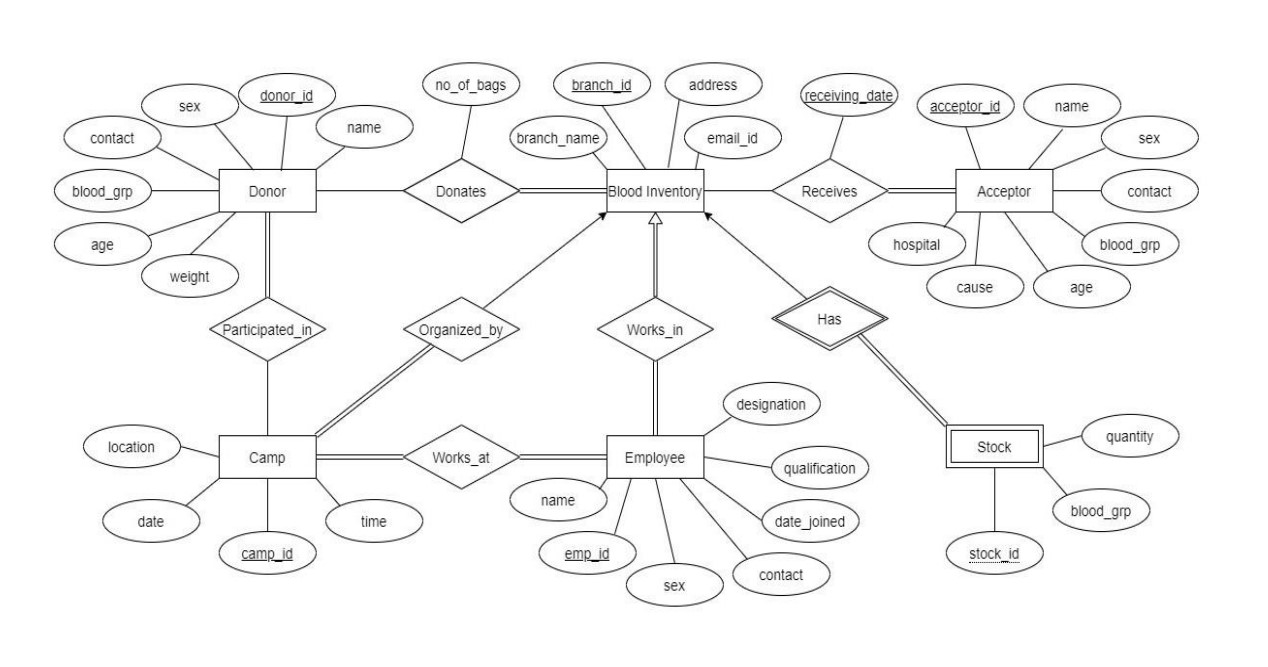 no_of_bags
branch_id
address
donor_id
receiving_date
sex
acceptor_id
name
name
contact
branch_name
email_id
sex
blood_grp
Donor
Donates
Blood Inventory
Receives
Acceptor
contact
age
hospital
blood_grp
weight
cause
age
Participated_in
Organized_by
Works_in
Has
designation
location
Camp
Works_at
Employee
Stock
quantity
qualification
name
date
time
date_joined
blood_grp
camp_id
emp_id
stock_id
sex
contact